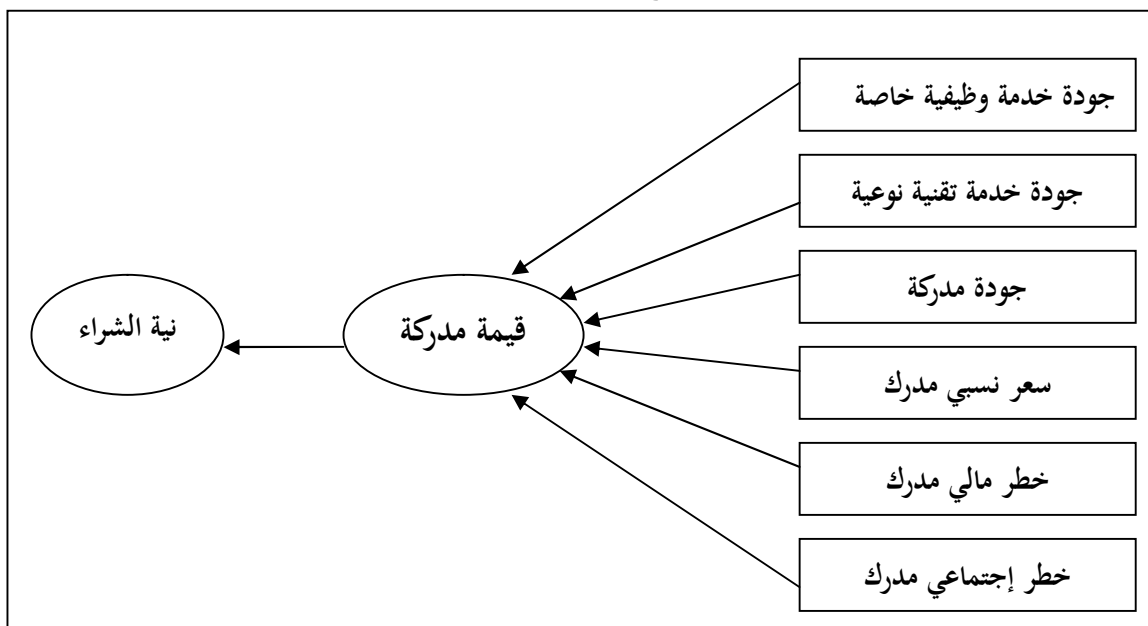 جودة خدمة وظيفية خاصة
جودة خدمة تقنية نوعية
جودة مدركة
سعر نسبي مدرك
خطر مالي مدرك
خطر إجتماعي مدرك
قيمة مدركة
نية الشراء